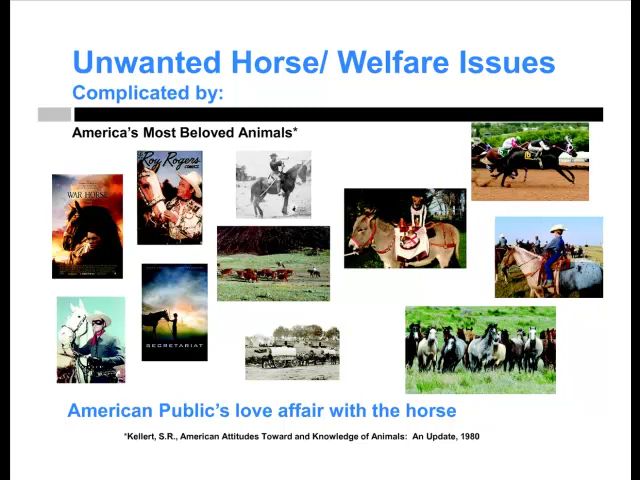 Unwanted Horse/ Welfare Issues
Complicated by:
America's Most Beloved Animals*
Roy Rogers
COMICS
WAR HORSE
SECRETARIAT
American Public's love affair with the horse
*Kellert, S.R., American Attitudes Toward and Knowledge of Animals: An Update, 1980